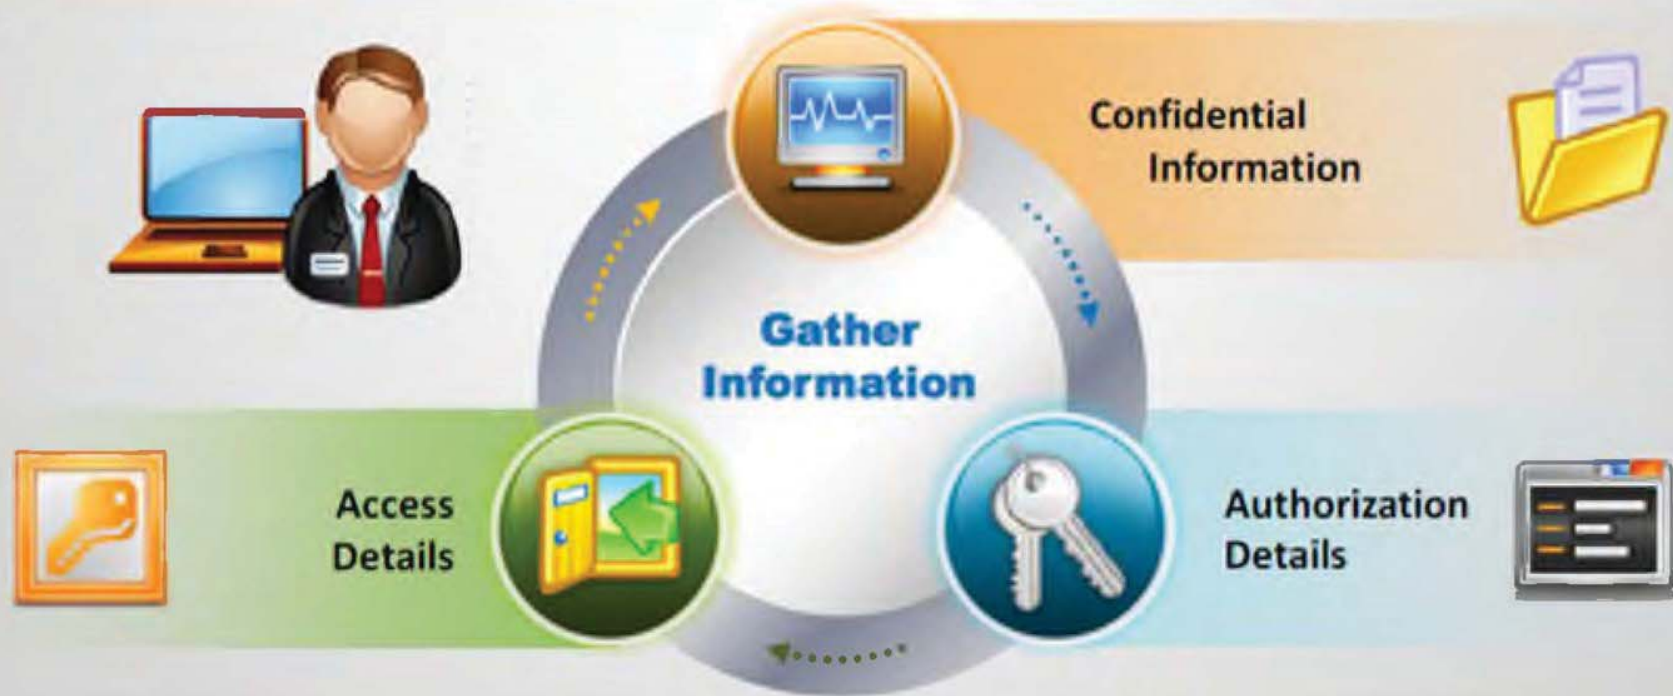 Confidential
Information
Gather
Information
Access
Details
Authorization
Details